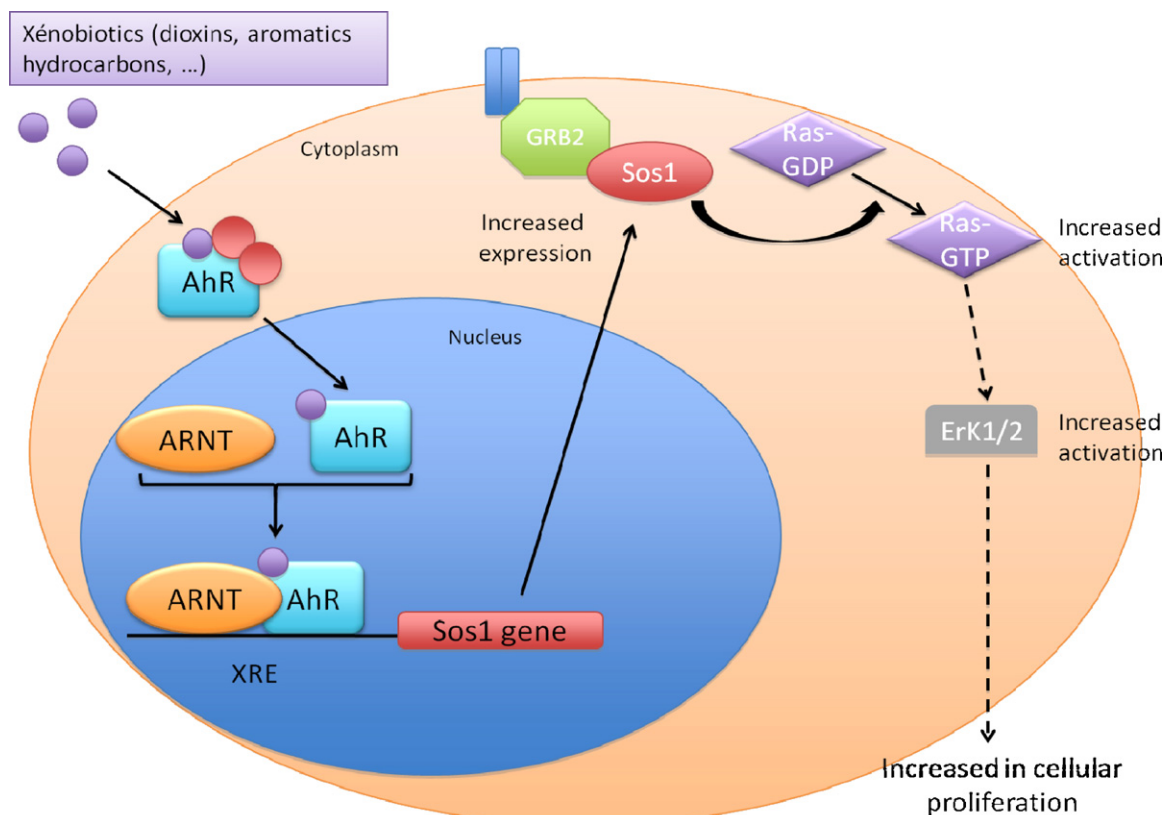 Xénobiotics (dioxins, aromatics
hydrocarbons, ...)
Cytoplasm
GRB2
Sos1
Ras-
GDP
Increased
expression
Ras-
GTP
Increased
activation
AhR
Nucleus
ARNT
AhR
ErK1/2
Increased
activation
ARNT
AhR
Sos1 gene
XRE
Increased in cellular
proliferation